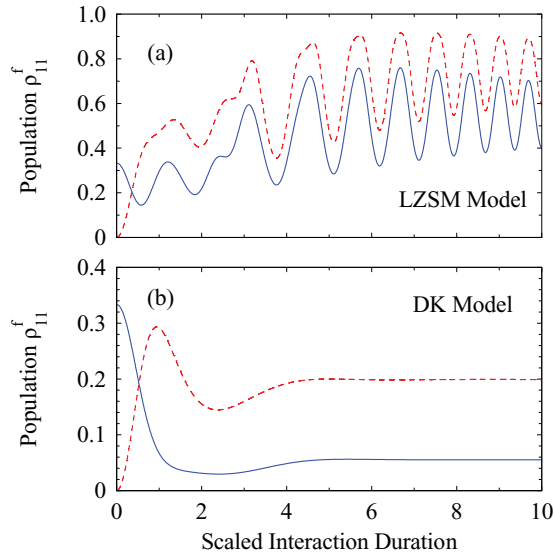 1.0
(a)
0.8
0.6
0.4
0.2
0
Population ρ₁₁ᶠ
LZSM Model
0.4
(b)
DK Model
0.3
0.2
0.1
0
Population ρ₁₁ᶠ
0 2 4 6 8 10
Scaled Interaction Duration